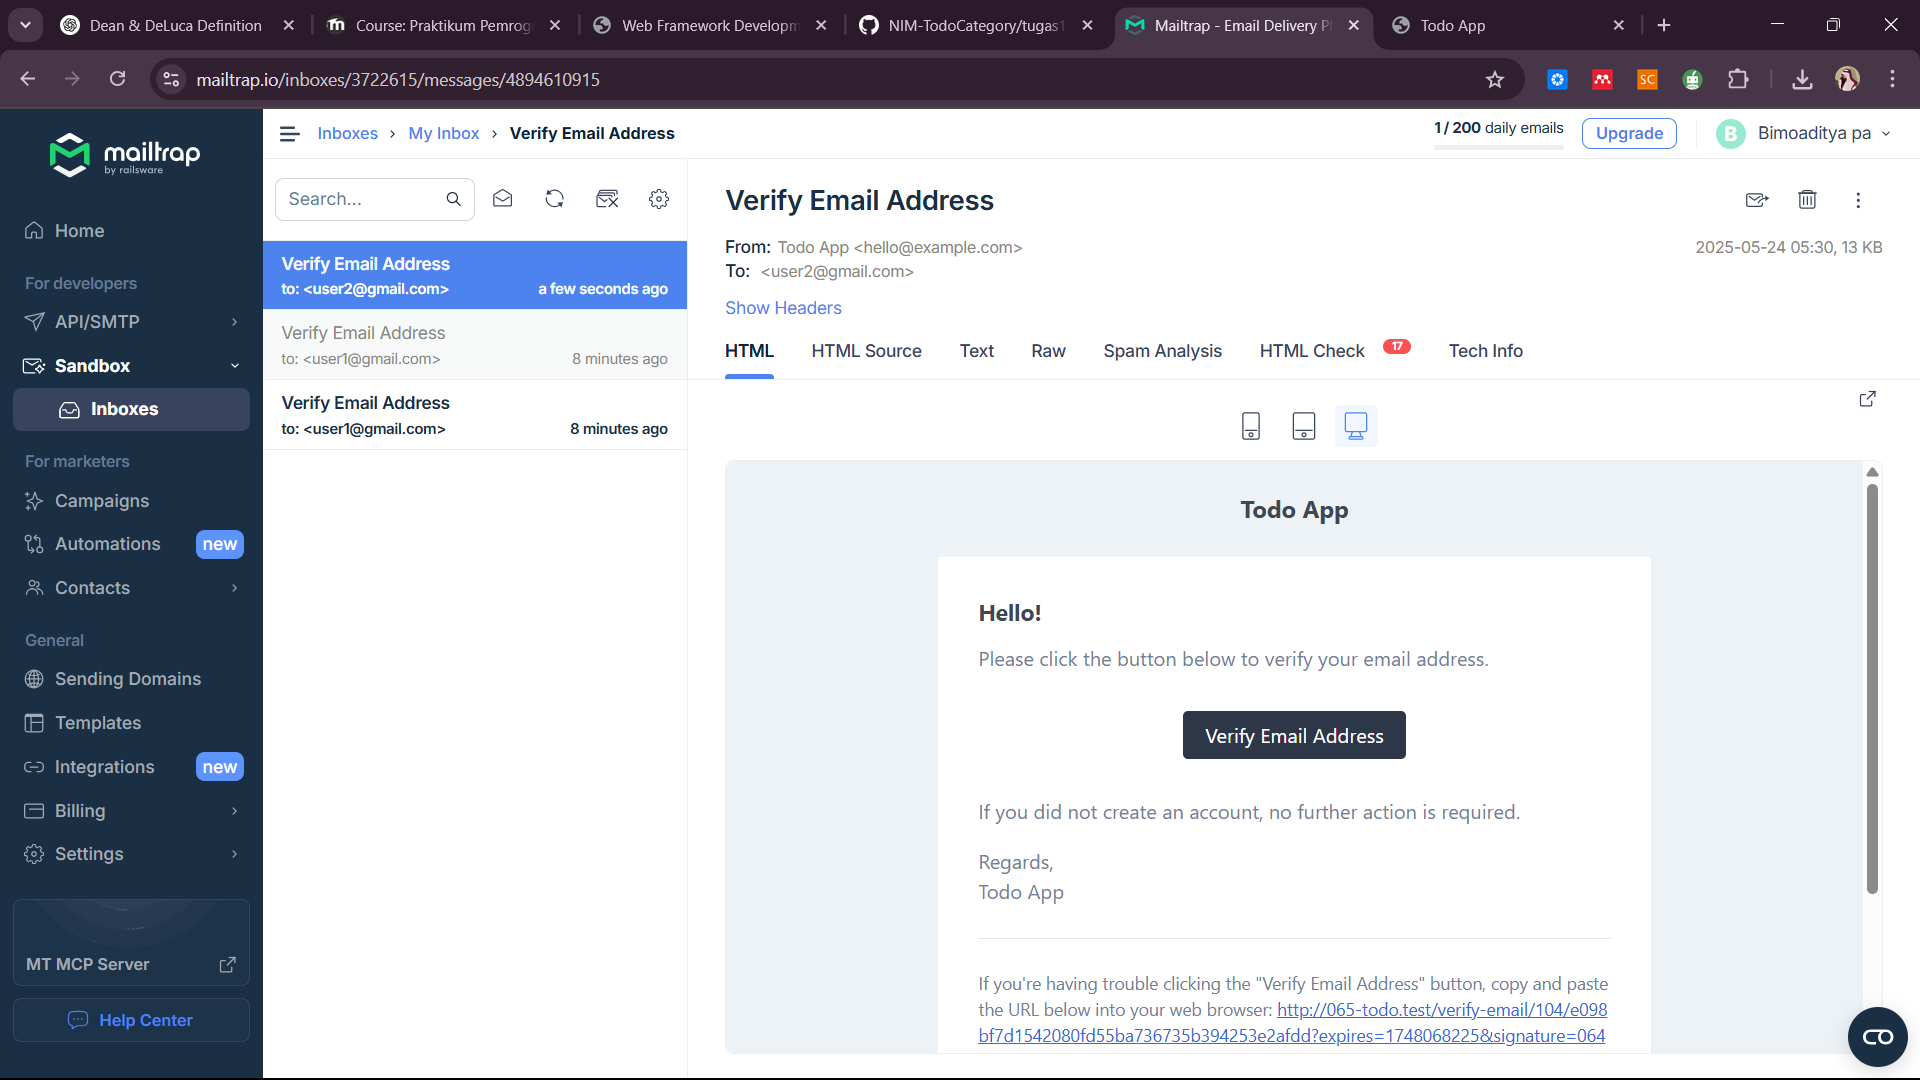 Dean & DeLuca Definition
Course: Praktikum Pemrog
Web Framework Developm
NIM-TodoCategory/tugas1
Mailtrap - Email Delivery Pl
Todo App
mailtrap.io/inboxes/3722615/messages/4894610915
SC
mailtrap
by railsware
Home
For developers
API/SMTP
Sandbox
Inboxes
For marketers
Campaigns
Automations new
Contacts
General
Sending Domains
Templates
Integrations new
Billing
Settings
MT MCP Server
Help Center
Inboxes › My Inbox › Verify Email Address
1 / 200 daily emails
Upgrade
B
Bimoaditya pa
Search...
Verify Email Address
to: <user2@gmail.com> a few seconds ago
Verify Email Address
to: <user1@gmail.com> 8 minutes ago
Verify Email Address
to: <user1@gmail.com> 8 minutes ago
Verify Email Address
From: Todo App <hello@example.com>
2025-05-24 05:30, 13 KB
To: <user2@gmail.com>
Show Headers
HTML HTML Source Text Raw Spam Analysis HTML Check 17 Tech Info
Todo App
Hello!
Please click the button below to verify your email address.
Verify Email Address
If you did not create an account, no further action is required.
Regards,
Todo App
If you're having trouble clicking the "Verify Email Address" button, copy and paste
the URL below into your web browser: http://065-todo.test/verify-email/104/e098
bf7d1542080fd55ba736735b394253e2afdd?expires=1748068225&signature=064